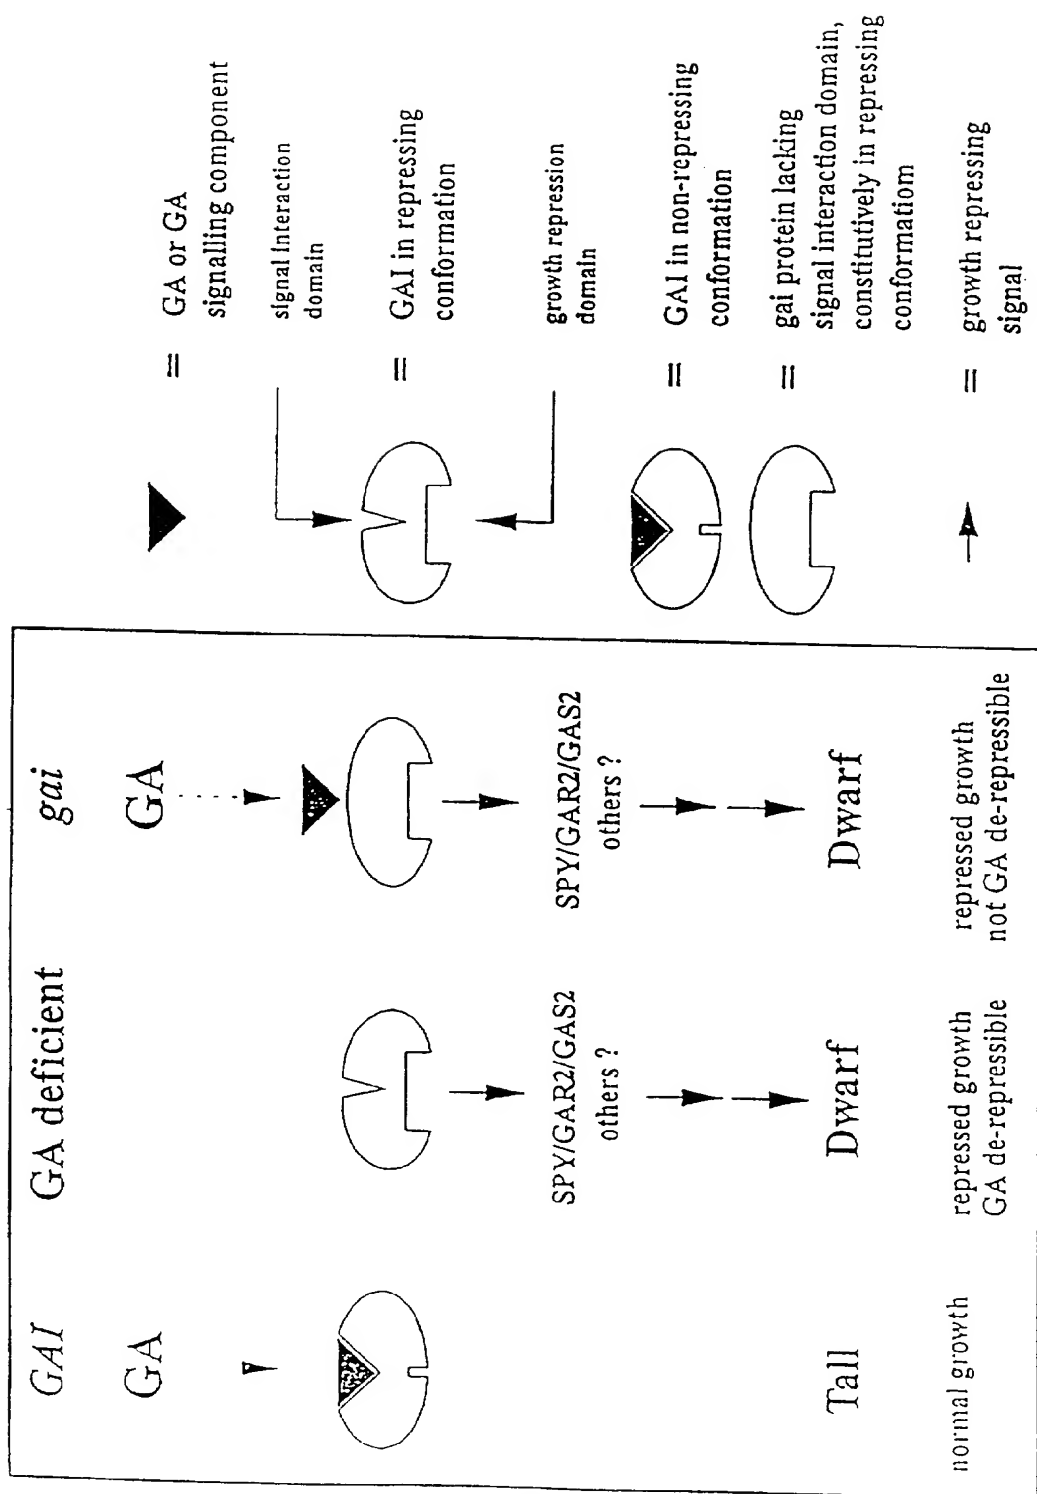 GAI
GA
Tall
normal growth
GA deficient
SPY/GAR2/GAS2
others ?
Dwarf
repressed growth
GA de-repressible
gai
GA
SPY/GAR2/GAS2
others ?
Dwarf
repressed growth
not GA de-repressible
= GA or GA
signalling component
signal interaction
domain
= GAI in repressing
conformation
growth repression
domain
= GAI in non-repressing
conformation
= gai protein lacking
signal interaction domain,
constitutively in repressing
conformatiom
= growth repressing
signal